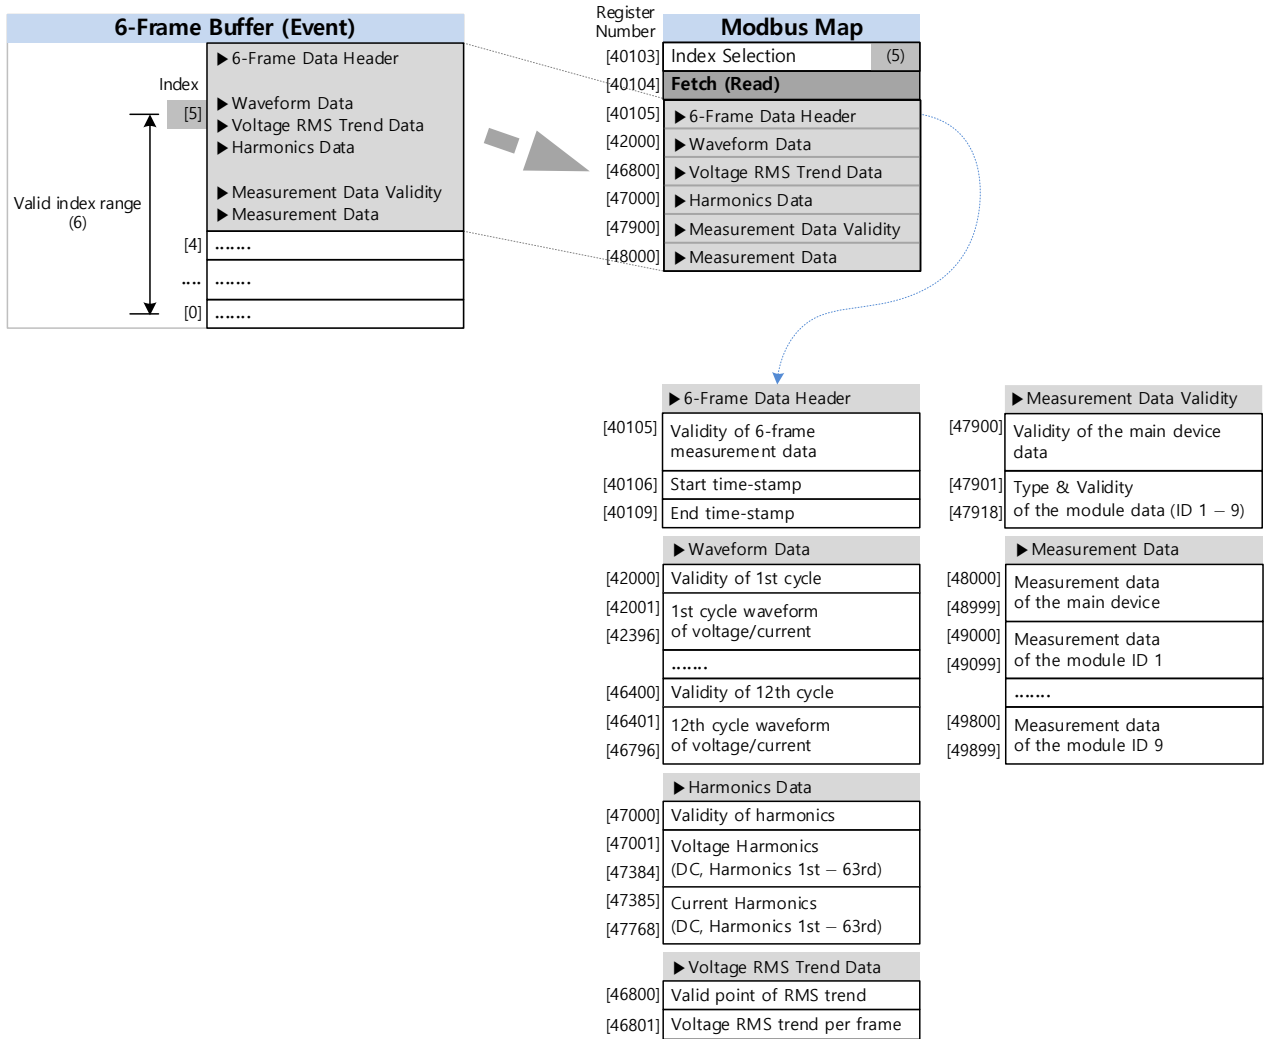 6-Frame Buffer (Event)
▶6-Frame Data Header
Index
[5]
▶Waveform Data
▶Voltage RMS Trend Data
▶Harmonics Data
Valid index range
(6)
▶Measurement Data Validity
▶Measurement Data
[4] .......
.... .......
[0] .......
Register
Number
Modbus Map
[40103] Index Selection (5)
[40104] Fetch (Read)
[40105] ▶6-Frame Data Header
[42000] ▶Waveform Data
[46800] ▶Voltage RMS Trend Data
[47000] ▶Harmonics Data
[47900] ▶Measurement Data Validity
[48000] ▶Measurement Data
▶6-Frame Data Header
[40105] Validity of 6-frame
measurement data
[40106] Start time-stamp
[40109] End time-stamp
▶Waveform Data
[42000] Validity of 1st cycle
[42001] 1st cycle waveform
[42396] of voltage/current
.......
[46400] Validity of 12th cycle
[46401] 12th cycle waveform
[46796] of voltage/current
▶Harmonics Data
[47000] Validity of harmonics
[47001] Voltage Harmonics
[47384] (DC, Harmonics 1st – 63rd)
[47385] Current Harmonics
[47768] (DC, Harmonics 1st – 63rd)
▶Voltage RMS Trend Data
[46800] Valid point of RMS trend
[46801] Voltage RMS trend per frame
▶Measurement Data Validity
[47900] Validity of the main device
data
[47901] Type & Validity
[47918] of the module data (ID 1 – 9)
▶Measurement Data
[48000] Measurement data
[48999] of the main device
[49000] Measurement data
[49099] of the module ID 1
.......
[49800] Measurement data
[49899] of the module ID 9